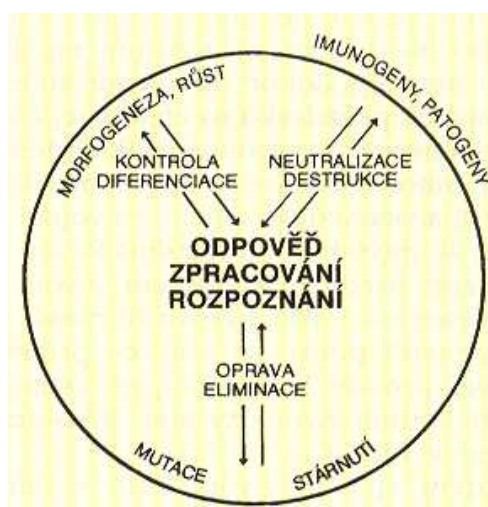 MORFOGENEZA, RŮST
IMUNOGENY, PATOGENY
KONTROLA
DIFERENCIACE
NEUTRALIZACE
DESTRUKCE
ODPOVĚĎ
ZPRACOVÁNÍ
ROZPOZNÁNÍ
OPRAVA
ELIMINACE
MUTACE
STÁRNUTÍ